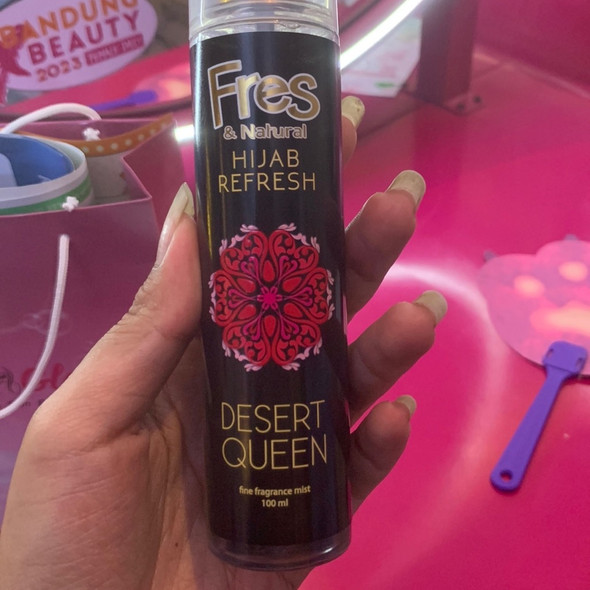 BANDUNG
BEAUTY
2023
Fres
& Natural
HIJAB
REFRESH
DESERT
QUEEN
fine fragrance mist
100 ml